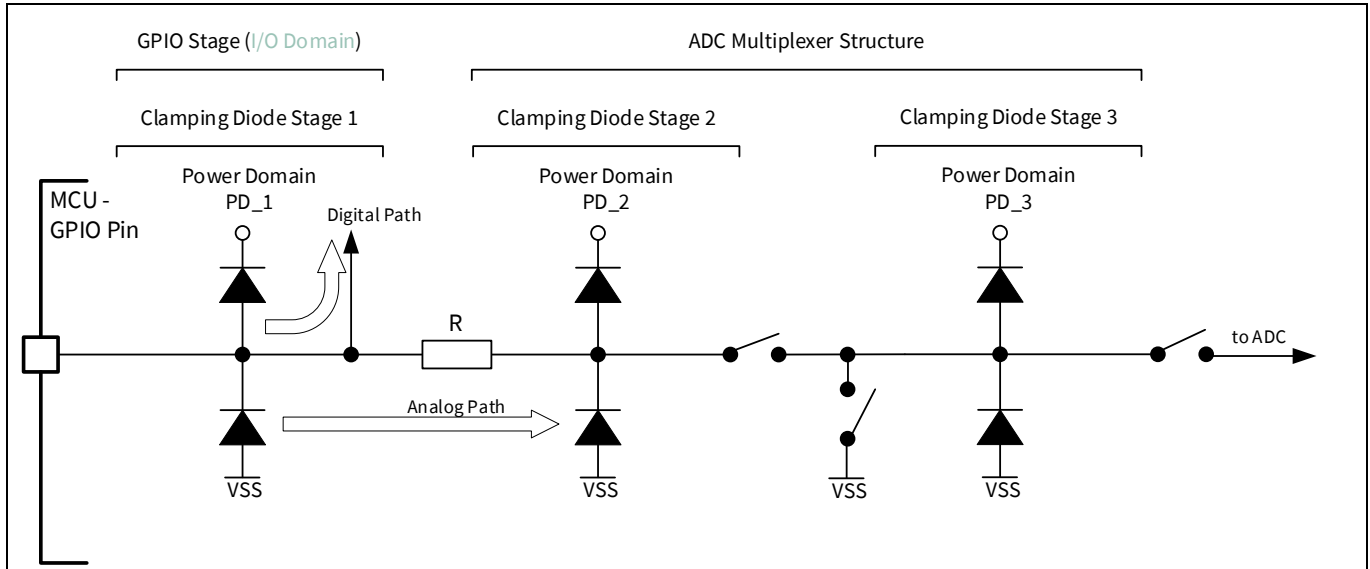 GPIO Stage (I/O Domain)
ADC Multiplexer Structure
Clamping Diode Stage 1
Clamping Diode Stage 2
Clamping Diode Stage 3
Power Domain
PD_1
Power Domain
PD_2
Power Domain
PD_3
MCU -
GPIO Pin
Digital Path
R
to ADC
Analog Path
VSS
VSS
VSS
VSS